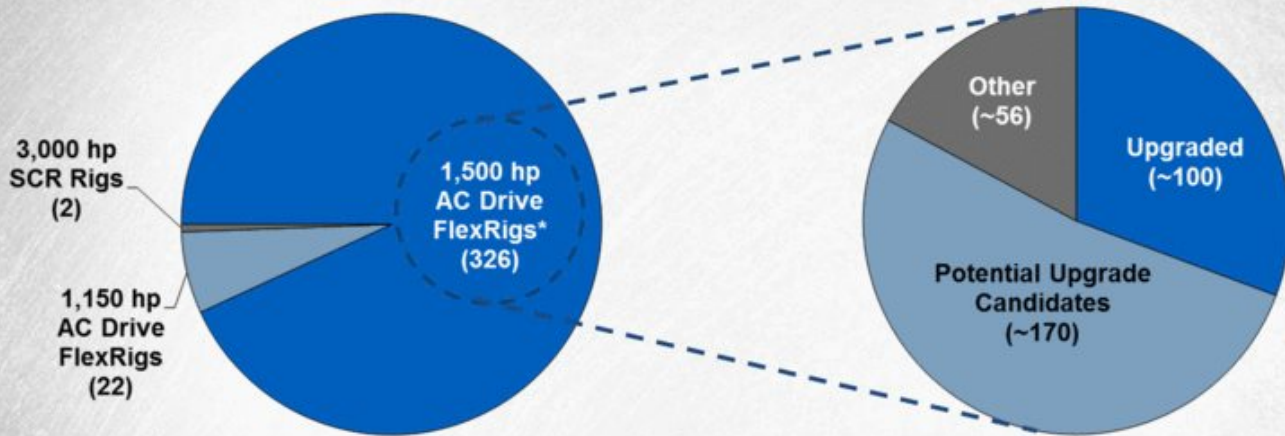 3,000 hp
SCR Rigs
(2)
1,150 hp
AC Drive
FlexRigs
(22)
1,500 hp
AC Drive
FlexRigs*
(326)
Other
(~56)
Upgraded
(~100)
Potential Upgrade
Candidates
(~170)